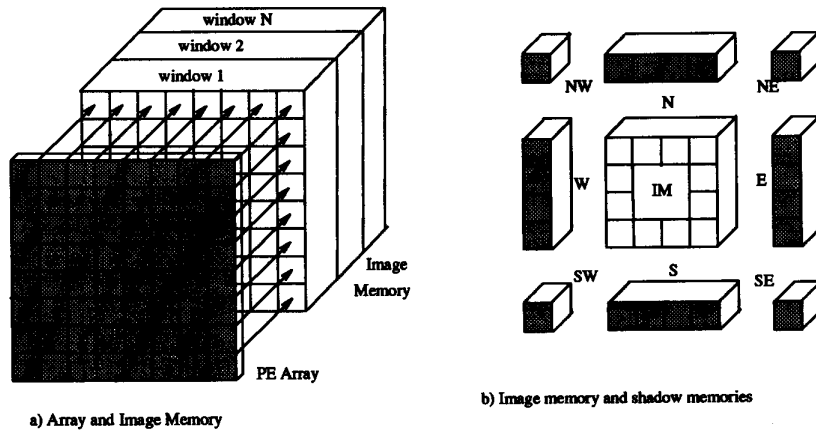 window N
window 2
window 1
Image
Memory
PE Array
a) Array and Image Memory
NW
N
NE
W
IM
E
SW
S
SE
b) Image memory and shadow memories